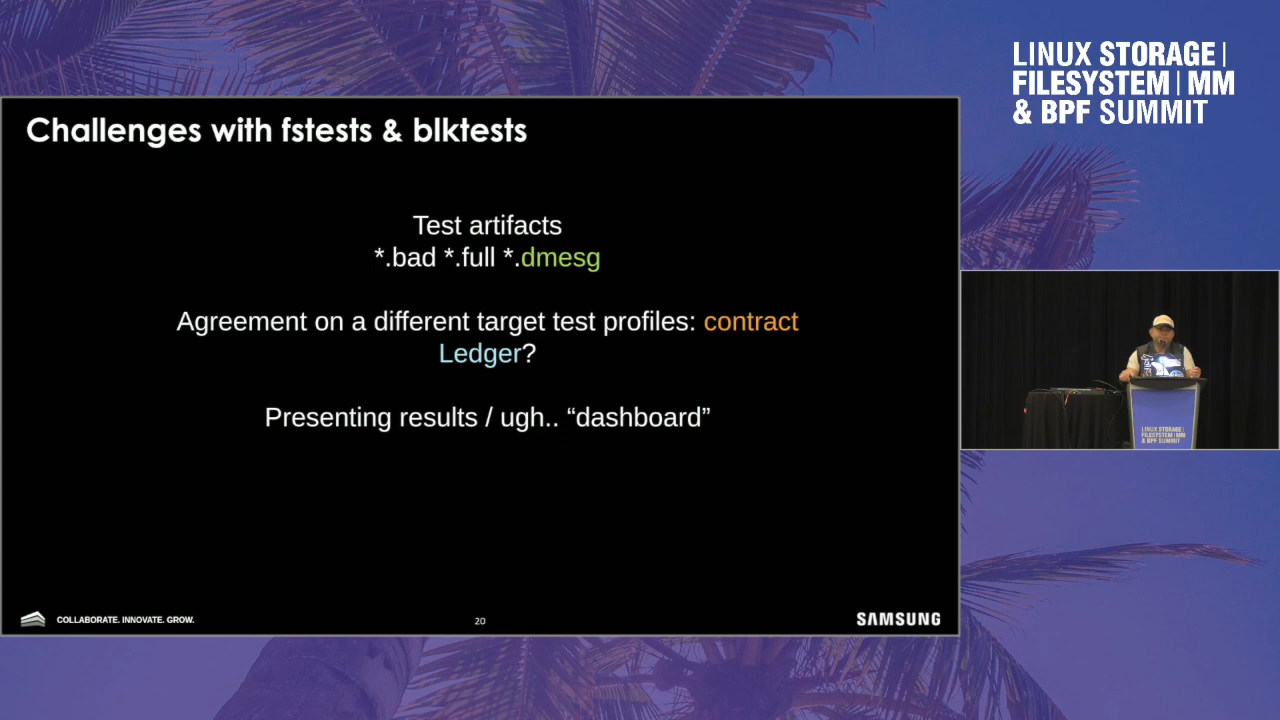 LINUX STORAGE |
FILESYSTEM | MM
& BPF SUMMIT
Challenges with fstests & blktests
Test artifacts
*.bad *.full *.dmesg
Agreement on a different target test profiles: contract
Ledger?
Presenting results / ugh.. “dashboard”
COLLABORATE. INNOVATE. GROW.
20
SAMSUNG
LINUX STORAGE |
FILESYSTEM | MM
& BPF SUMMIT